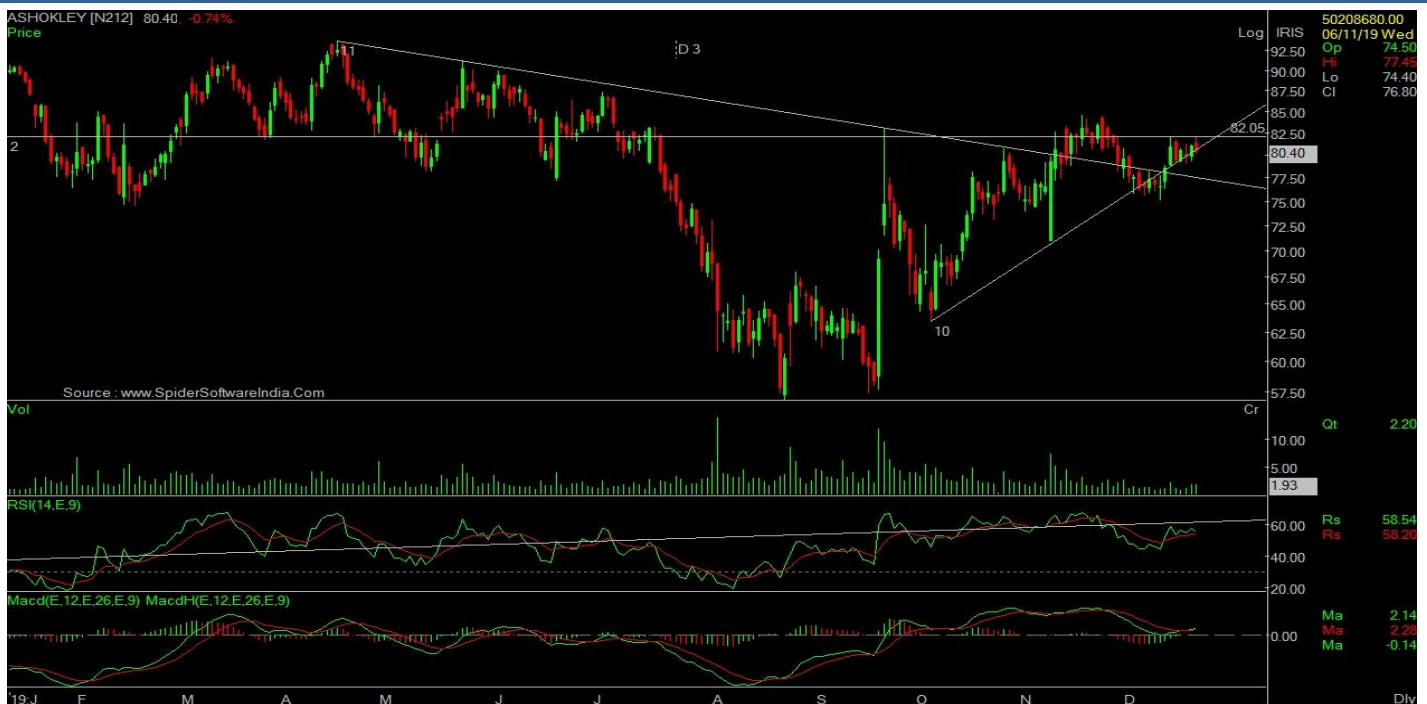 ASHOKLEY [N212] 80.40, -0.74%
Price
11
D 3
Log
IRIS
50208680.00
06/11/19 Wed
Op 74.50
Hi 77.45
Lo 74.40
Cl 76.80
92.50
90.00
87.50
85.00
82.05
82.50
2
80.40
77.50
75.00
72.50
70.00
67.50
65.00
62.50
60.00
57.50
10
Source : www.SpiderSoftwareIndia.Com
Vol
Cr
Qt 2.20
10.00
5.00
1.93
RSI(14,E,9)
60.00
40.00
20.00
Rs 58.54
Rs 58.20
Macd(E,12,E,26,E,9) MacdH(E,12,E,26,E,9)
0.00
Ma 2.14
Ma 2.28
Ma -0.14
'19:J F M A M J J A S O N D
Dly